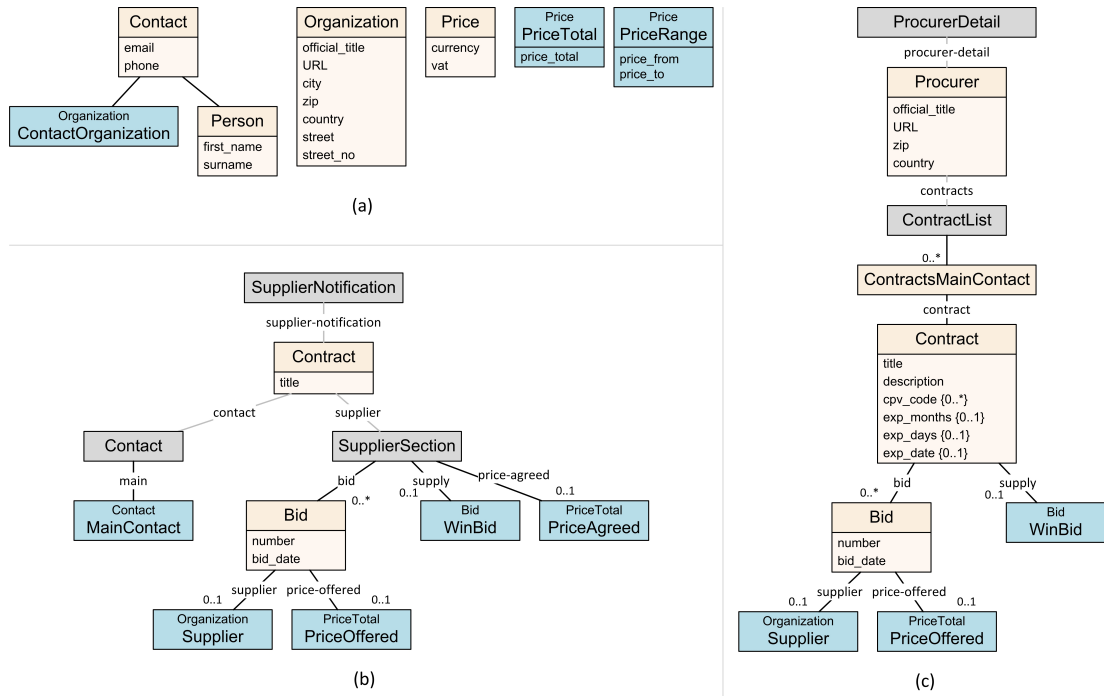 Contact
email
phone
Organization
ContactOrganization
Person
first_name
surname
Organization
official_title
URL
city
zip
country
street
street_no
Price
currency
vat
Price
PriceTotal
price_total
Price
PriceRange
price_from
price_to
(a)
SupplierNotification
supplier-notification
Contract
title
contact
supplier
Contact
main
Contact
MainContact
SupplierSection
bid
0..*
supply
0..1
price-agreed
0..1
Bid
number
bid_date
Bid
WinBid
PriceTotal
PriceAgreed
supplier
0..1
price-offered
0..1
Organization
Supplier
PriceTotal
PriceOffered
(b)
ProcurerDetail
procurer-detail
Procurer
official_title
URL
zip
country
contracts
ContractList
0..*
ContractsMainContact
contract
Contract
title
description
cpv_code {0..*}
exp_months {0..1}
exp_days {0..1}
exp_date {0..1}
bid
0..*
supply
0..1
Bid
number
bid_date
Bid
WinBid
supplier
0..1
price-offered
0..1
Organization
Supplier
PriceTotal
PriceOffered
(c)